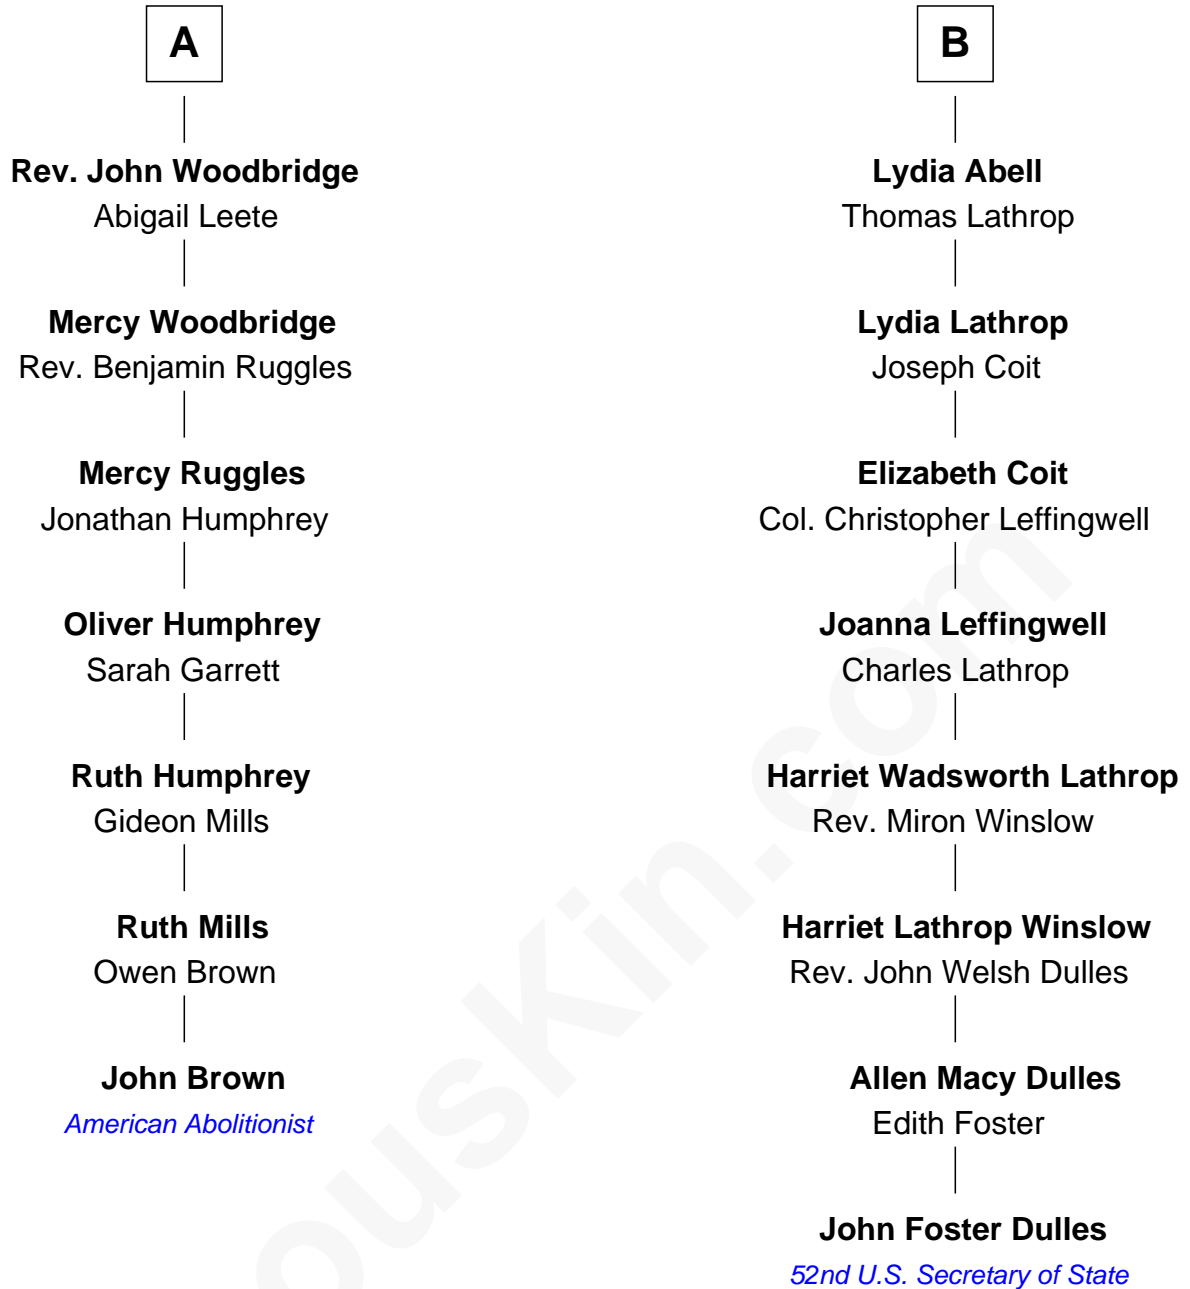 A
Rev. John Woodbridge
Abigail Leete
Mercy Woodbridge
Rev. Benjamin Ruggles
Mercy Ruggles
Jonathan Humphrey
Oliver Humphrey
Sarah Garrett
Ruth Humphrey
Gideon Mills
Ruth Mills
Owen Brown
John Brown
American Abolitionist
B
Lydia Abell
Thomas Lathrop
Lydia Lathrop
Joseph Coit
Elizabeth Coit
Col. Christopher Leffingwell
Joanna Leffingwell
Charles Lathrop
Harriet Wadsworth Lathrop
Rev. Miron Winslow
Harriet Lathrop Winslow
Rev. John Welsh Dulles
Allen Macy Dulles
Edith Foster
John Foster Dulles
52nd U.S. Secretary of State
ousKin.com